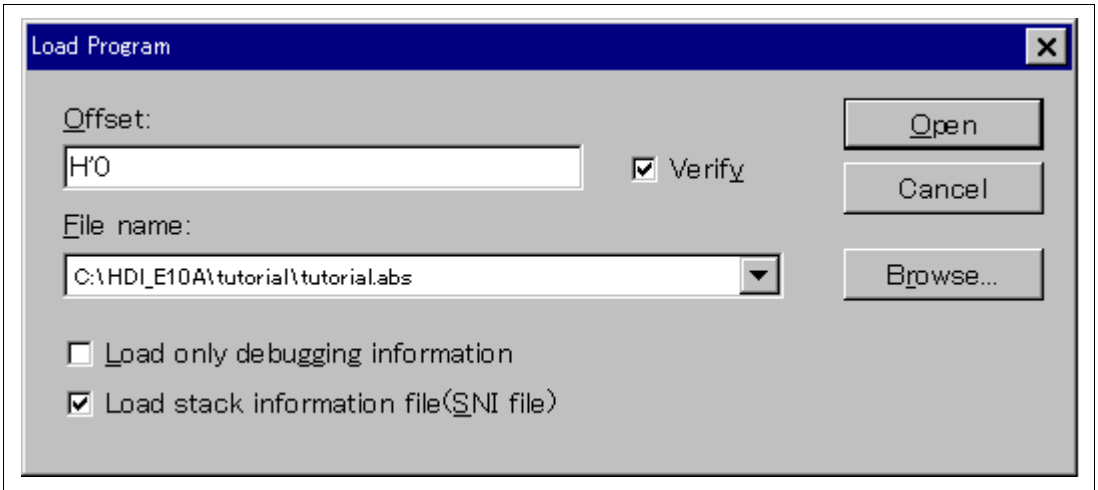 Load Program
Offset:
H'0
Verify
Open
Cancel
File name:
C:\HDI_E10A\tutorial\tutorial.abs
Browse...
Load only debugging information
Load stack information file(SNI file)